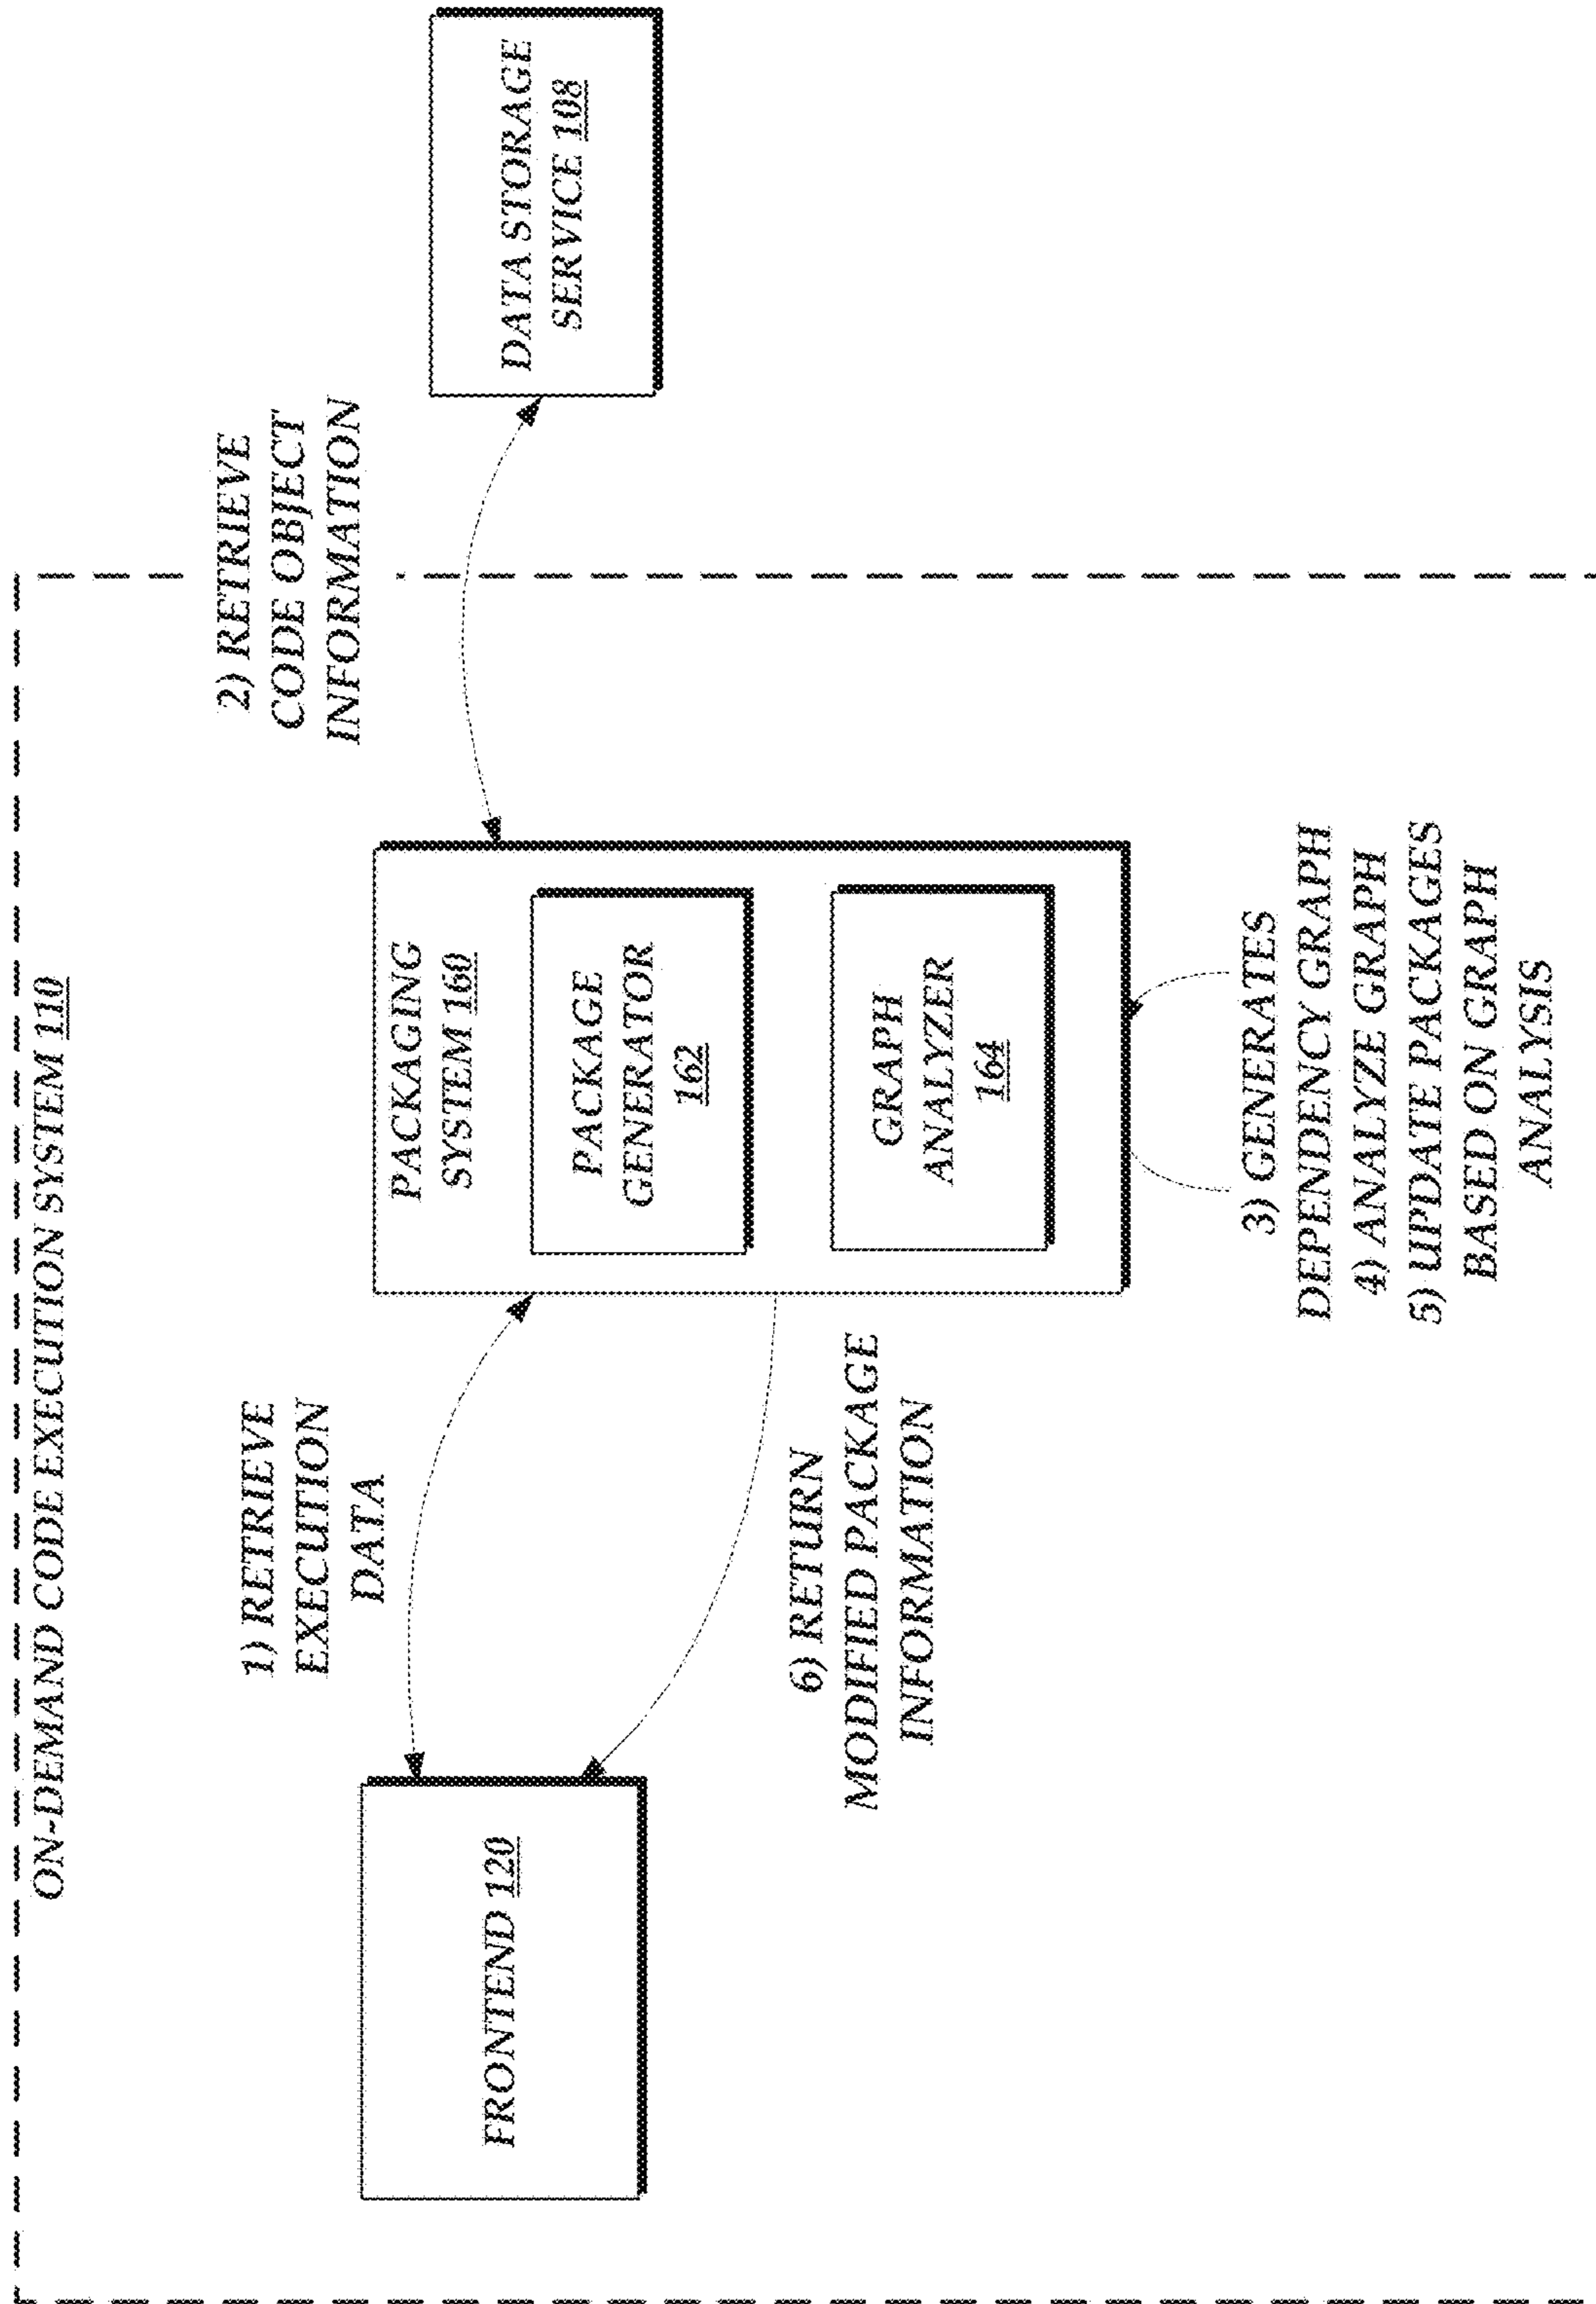 ON-DEMAND CODE EXECUTION SYSTEM 110
1) RETRIEVE
EXECUTION
DATA
2) RETRIEVE
CODE OBJECT
INFORMATION
FRONTEND 120
PACKAGING
SYSTEM 160
PACKAGE
GENERATOR
162
GRAPH
ANALYZER
164
DATA STORAGE
SERVICE 108
6) RETURN
MODIFIED PACKAGE
INFORMATION
3) GENERATES
DEPENDENCY GRAPH
4) ANALYZE GRAPH
5) UPDATE PACKAGES
BASED ON GRAPH
ANALYSIS